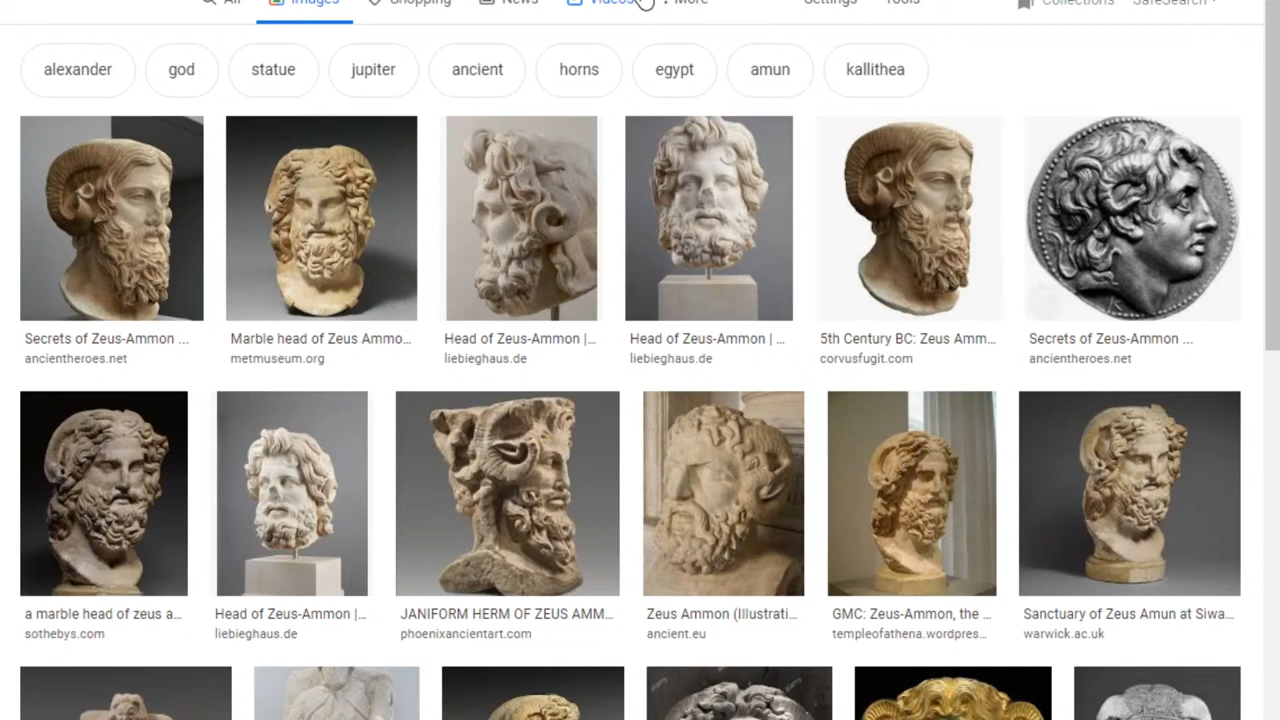 All Images Shopping News Videos More Settings Tools Collections SafeSearch
alexander god statue jupiter ancient horns egypt amun kallithea
Secrets of Zeus-Ammon ... Marble head of Zeus Ammo... Head of Zeus-Ammon |... Head of Zeus-Ammon | ... 5th Century BC: Zeus Amm... Secrets of Zeus-Ammon ...
ancientheroes.net metmuseum.org liebieghaus.de liebieghaus.de corvusfugit.com ancientheroes.net
a marble head of zeus a... Head of Zeus-Ammon |... JANIFORM HERM OF ZEUS AMM... Zeus Ammon (Illustrati... GMC: Zeus-Ammon, the ... Sanctuary of Zeus Amun at Siwa...
sothebys.com liebieghaus.de phoenixancientart.com ancient.eu templeofathena.wordpres... warwick.ac.uk
alamy alamy